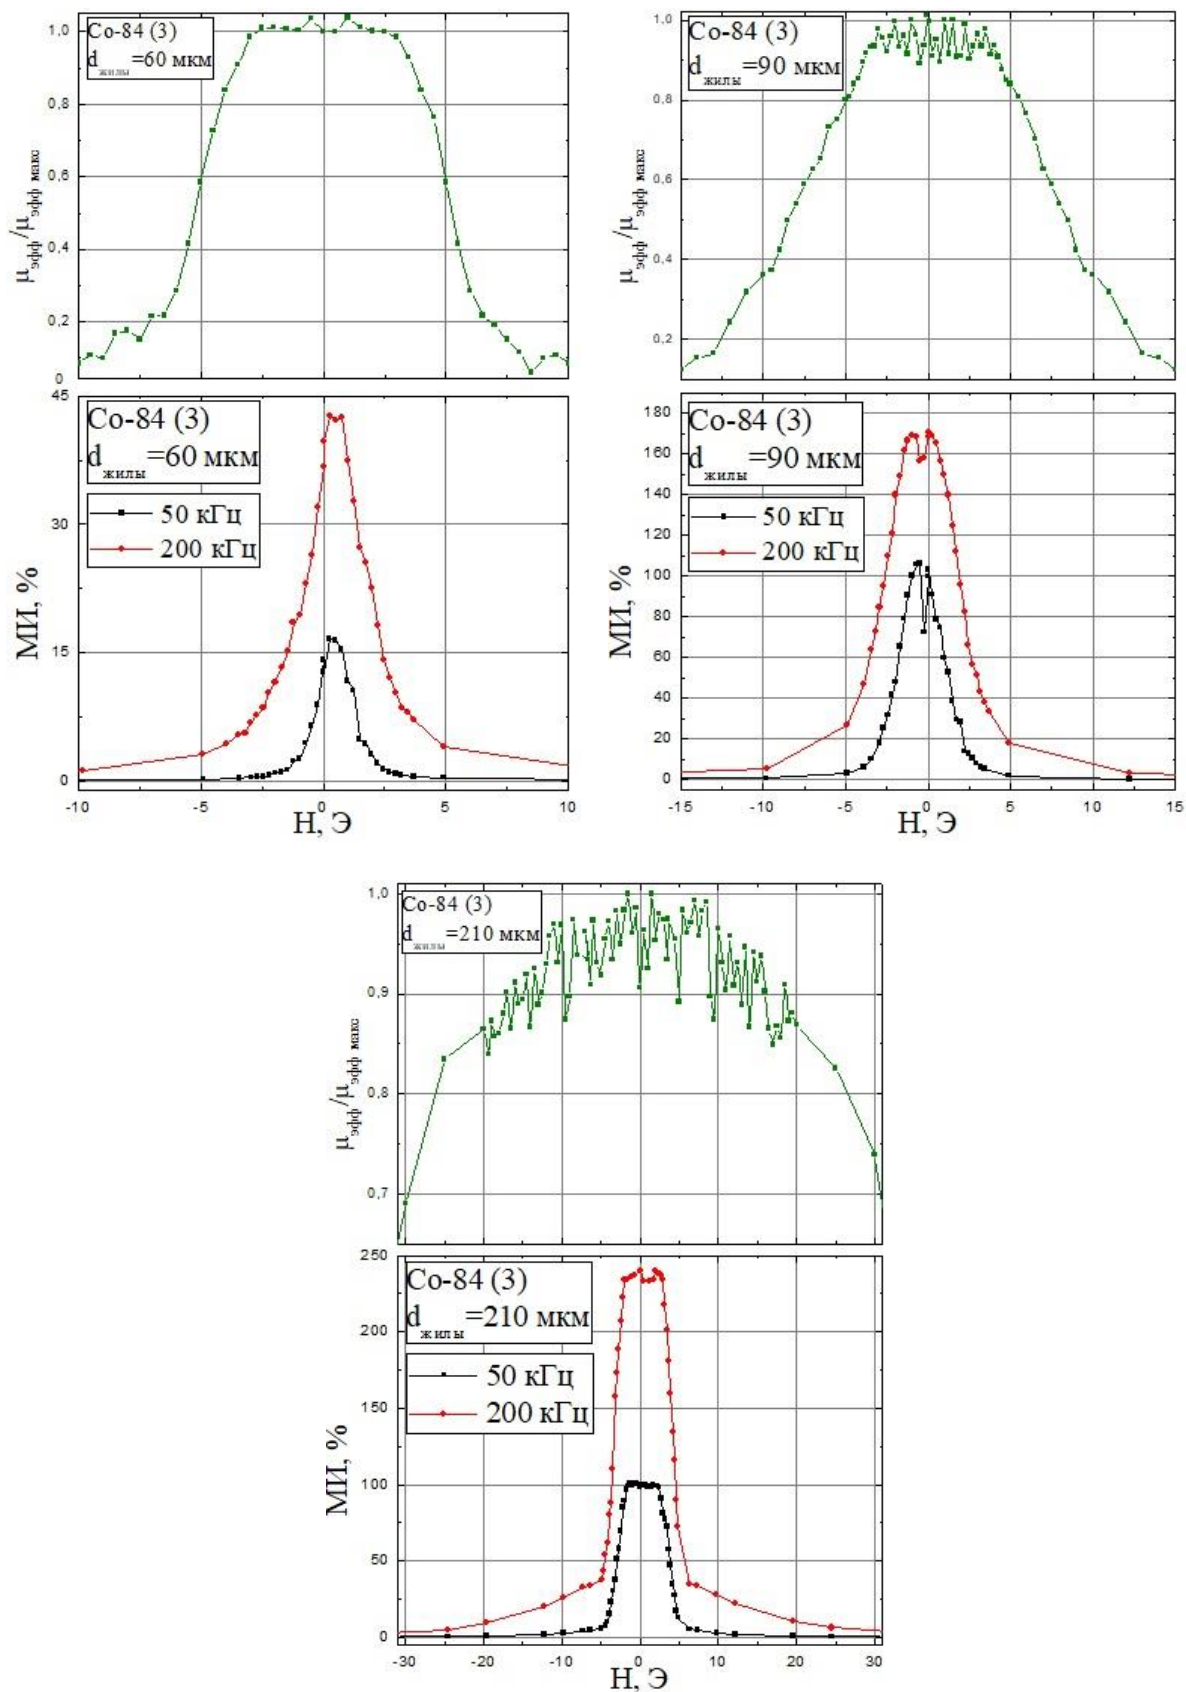 Co-84 (3)
dжилы=60 мкм
μэфф/μэфф макс
1,0
0,8
0,6
0,4
0,2
0
Co-84 (3)
dжилы=90 мкм
μэфф/μэфф макс
1,0
0,8
0,6
0,4
0,2
Co-84 (3)
dжилы=60 мкм
50 кГц
200 кГц
МИ, %
45
30
15
0
-10 -5 0 5 10
Н, Э
Co-84 (3)
dжилы=90 мкм
50 кГц
200 кГц
МИ, %
180
160
140
120
100
80
60
40
20
0
-15 -10 -5 0 5 10 15
Н, Э
Co-84 (3)
dжилы=210 мкм
μэфф/μэфф макс
1,0
0,9
0,8
0,7
Co-84 (3)
dжилы=210 мкм
50 кГц
200 кГц
МИ, %
250
200
150
100
50
0
-30 -20 -10 0 10 20 30
Н, Э